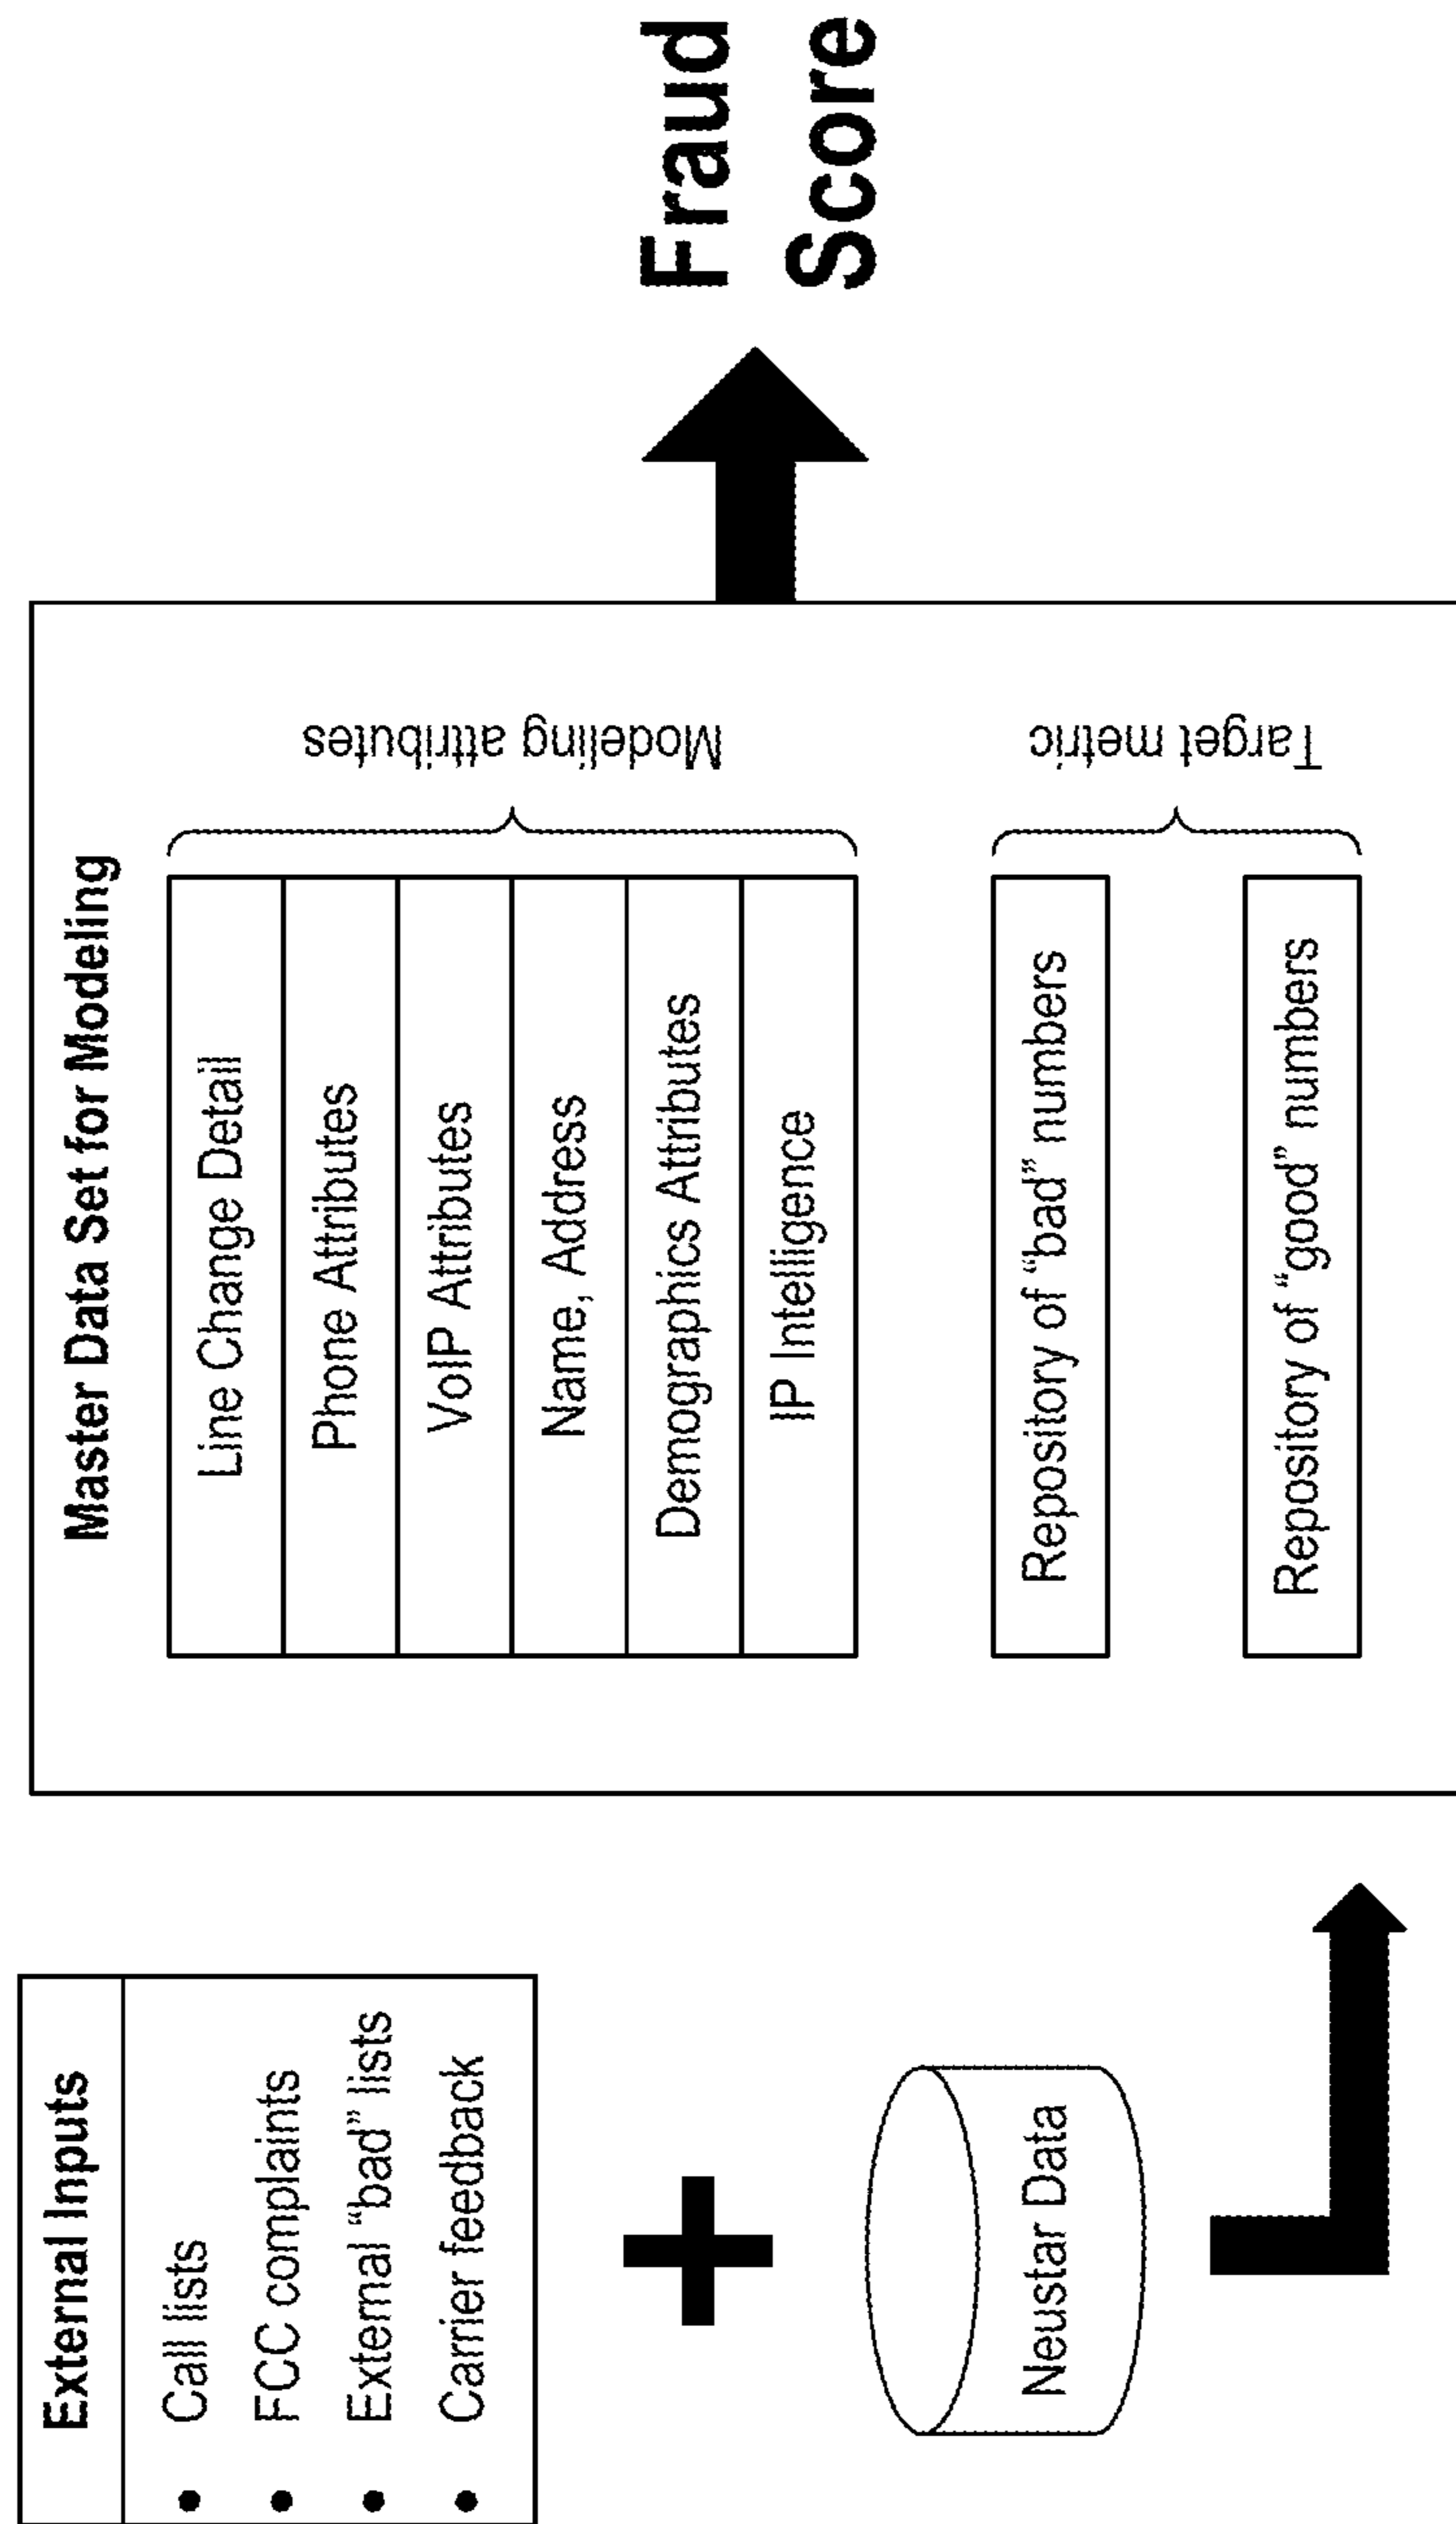 External Inputs
• Call lists
• FCC complaints
• External “bad” lists
• Carrier feedback
+
Neustar Data
Master Data Set for Modeling
Line Change Detail
Phone Attributes
VoIP Attributes
Name, Address
Demographics Attributes
IP Intelligence
Modeling attributes
Repository of “bad” numbers
Repository of “good” numbers
Target metric
Fraud
Score